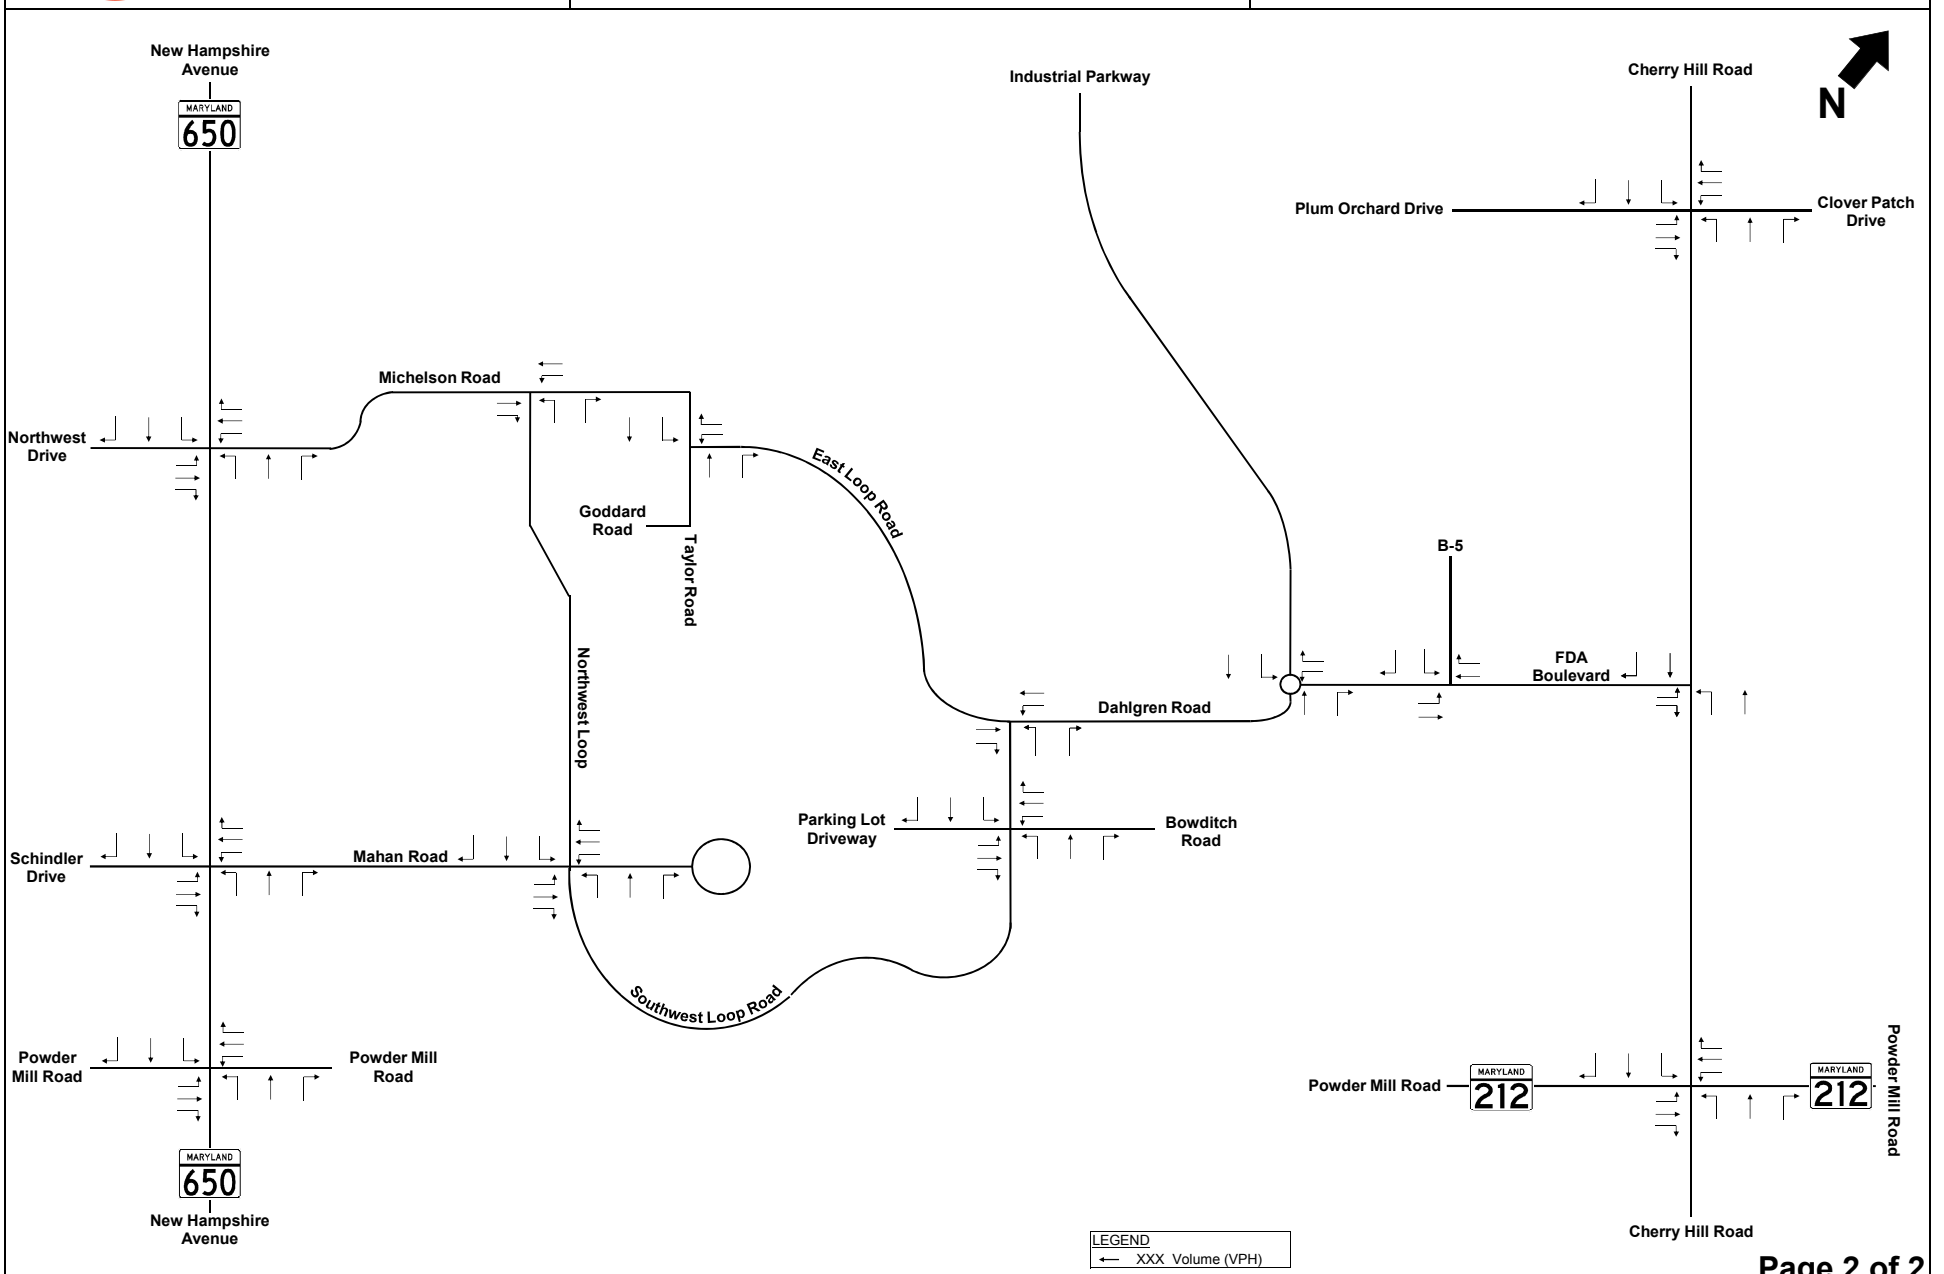 New Hampshire
Avenue
MARYLAND
650
Industrial Parkway
Cherry Hill Road
N
Plum Orchard Drive
Clover Patch
Drive
Michelson Road
Northwest
Drive
East Loop Road
Goddard
Road
Taylor Road
B-5
Northwest Loop
FDA
Boulevard
Dahlgren Road
Parking Lot
Driveway
Bowditch
Road
Schindler
Drive
Mahan Road
Southwest Loop Road
Powder
Mill Road
Powder Mill
Road
Powder Mill Road
MARYLAND
212
MARYLAND
212
Powder Mill Road
MARYLAND
650
New Hampshire
Avenue
Cherry Hill Road
LEGEND
XXX Volume (VPH)
Page 2 of 2